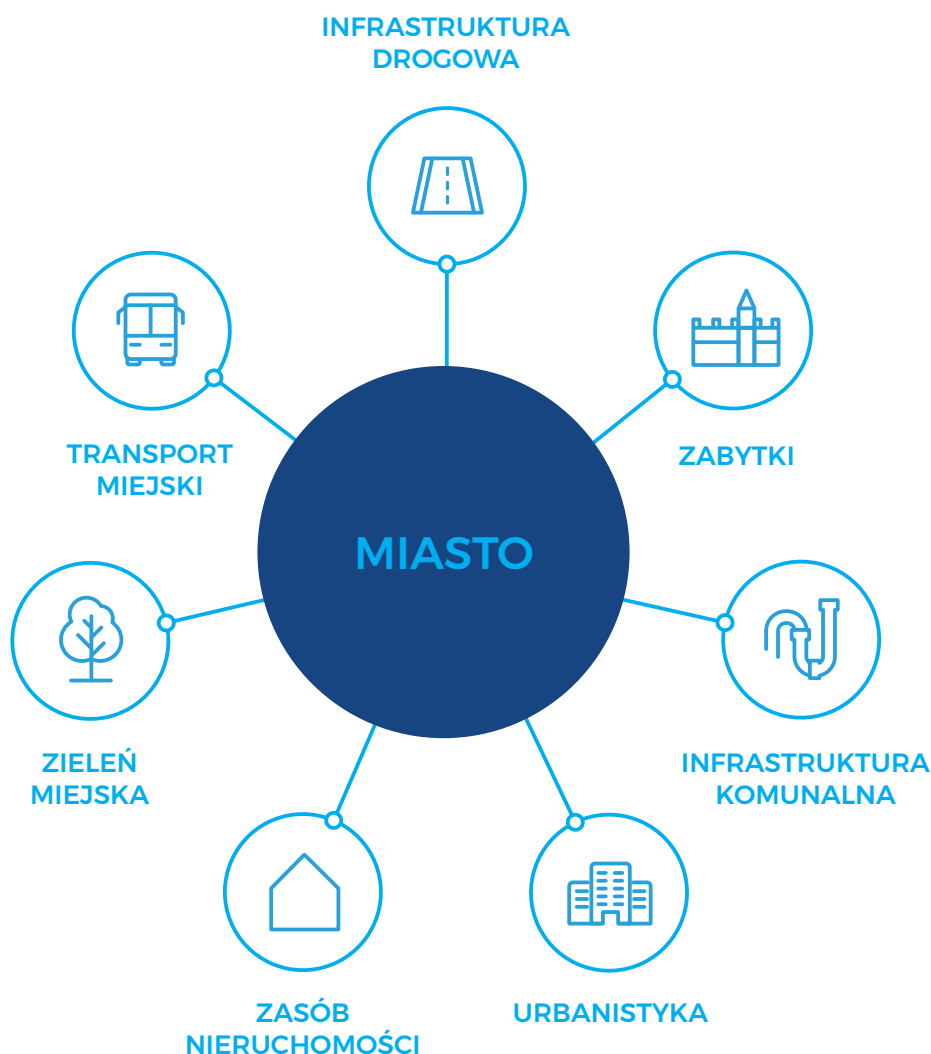 INFRASTRUKTURA
DROGOWA
TRANSPORT
MIEJSKI
ZABYTKI
MIASTO
ZIELEŃ
MIEJSKA
INFRASTRUKTURA
KOMUNALNA
ZASÓB
NIERUCHOMOŚCI
URBANISTYKA